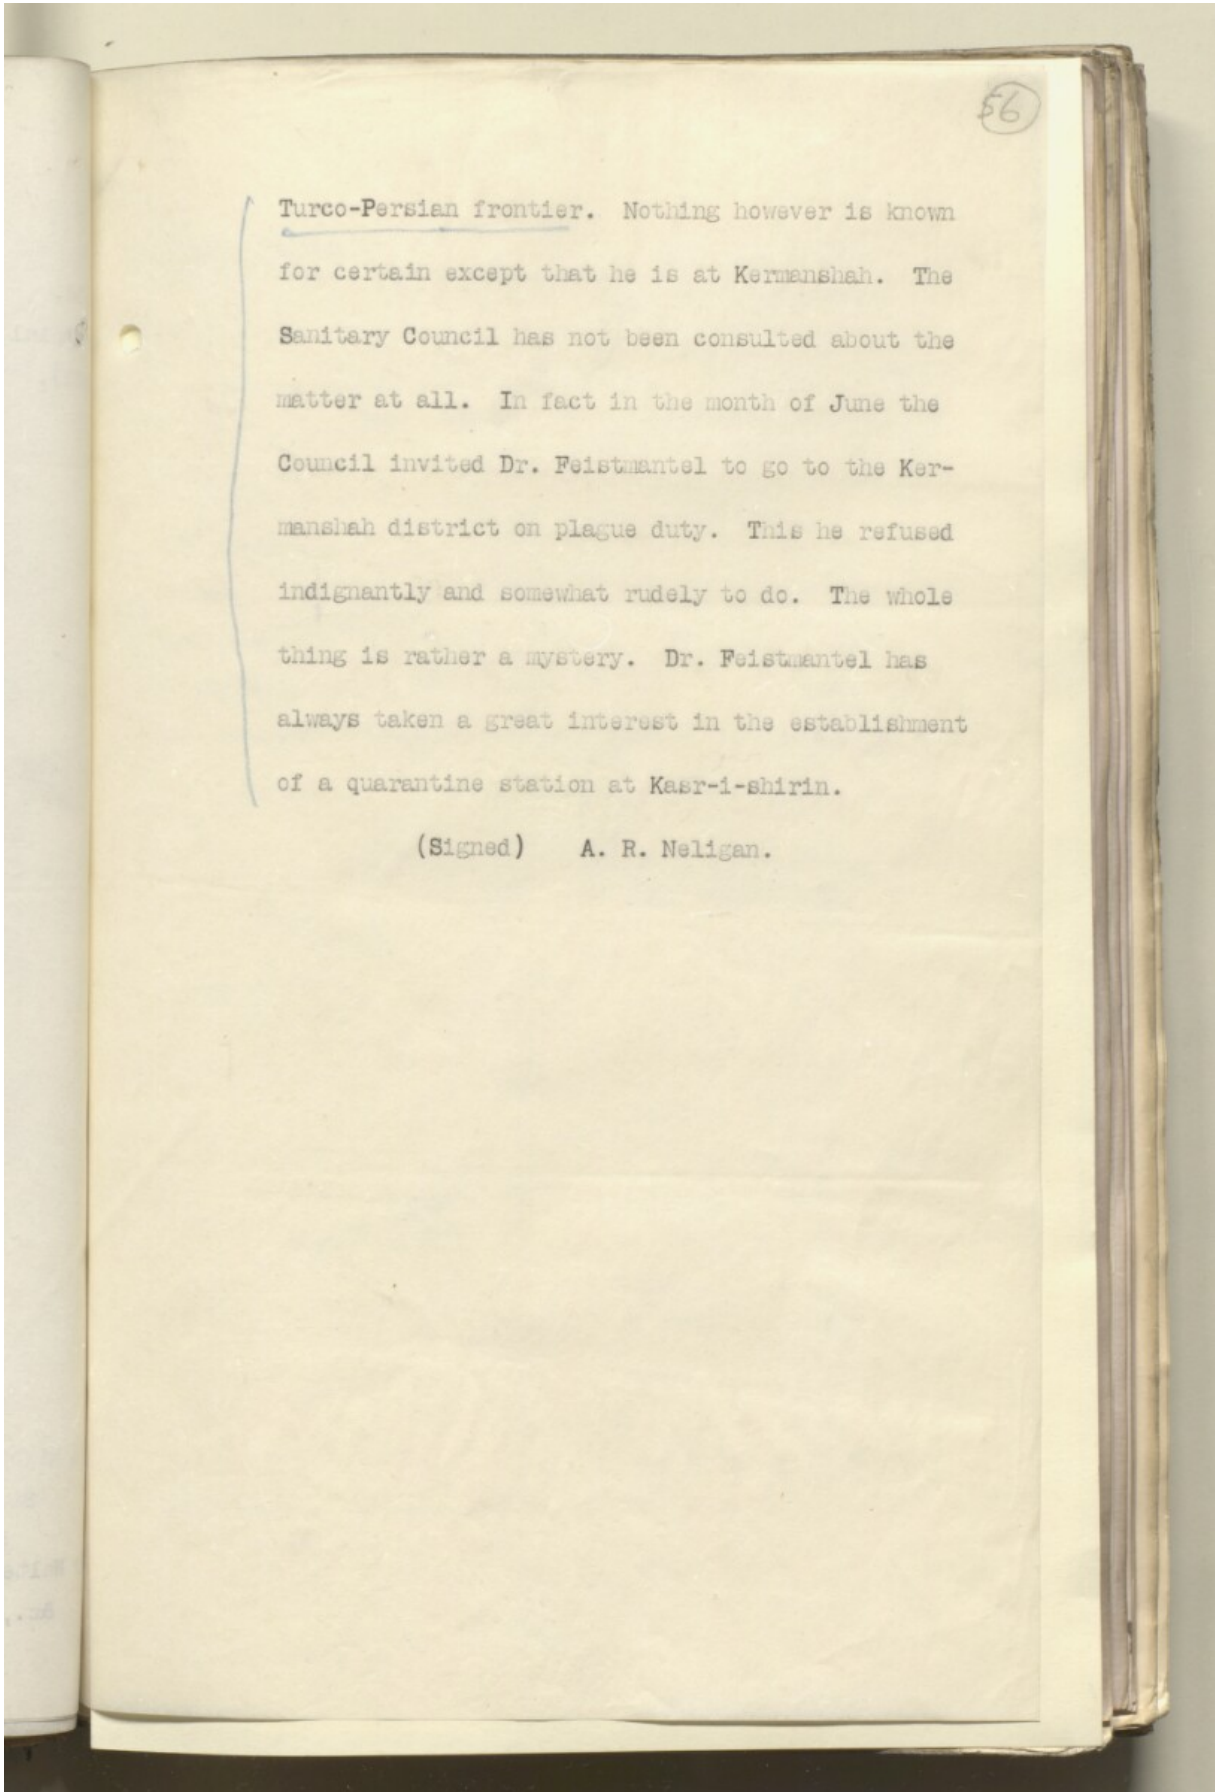 56
Turco-Persian frontier. Nothing however is known
for certain except that he is at Kermanshah. The
Sanitary Council has not been consulted about the
matter at all. In fact in the month of June the
Council invited Dr. Feistmantel to go to the Ker-
manshah district on plague duty. This he refused
indignantly and somewhat rudely to do. The whole
thing is rather a mystery. Dr. Feistmantel has
always taken a great interest in the establishment
of a quarantine station at Kasr-i-shirin.
(Signed) A. R. Neligan.